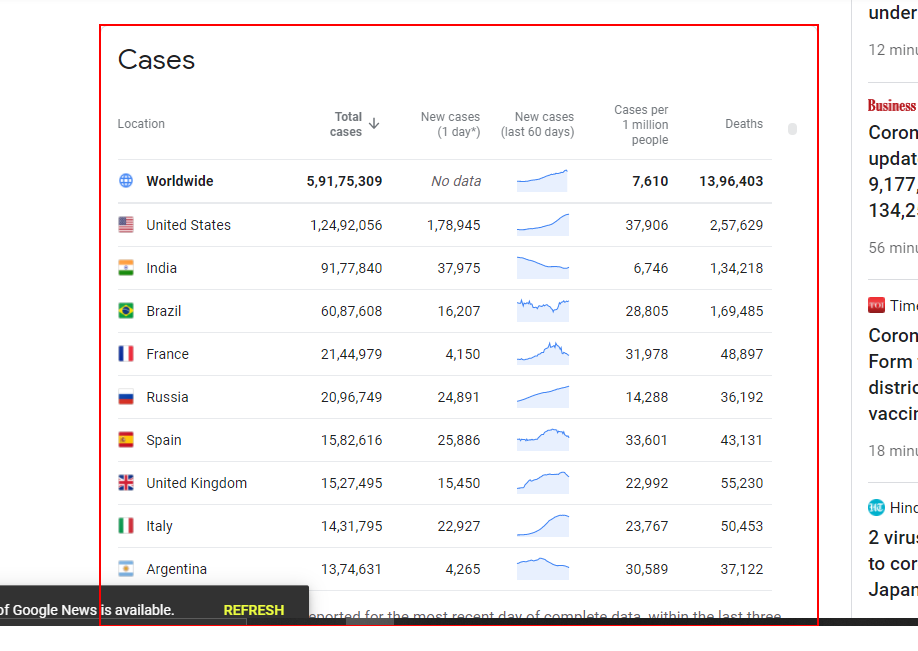 Cases
Location Total cases New cases (1 day*) New cases (last 60 days) Cases per 1 million people Deaths
Worldwide 5,91,75,309 No data 7,610 13,96,403
United States 1,24,92,056 1,78,945 37,906 2,57,629
India 91,77,840 37,975 6,746 1,34,218
Brazil 60,87,608 16,207 28,805 1,69,485
France 21,44,979 4,150 31,978 48,897
Russia 20,96,749 24,891 14,288 36,192
Spain 15,82,616 25,886 33,601 43,131
United Kingdom 15,27,495 15,450 22,992 55,230
Italy 14,31,795 22,927 23,767 50,453
Argentina 13,74,631 4,265 30,589 37,122
of Google News is available. REFRESH
eported for the most recent day of complete data, within the last three
under
12 minu
Business
Coron
updat
9,177,
134,2
56 minu
TOI Time
Coron
Form
distric
vaccin
18 minu
HT Hind
2 virus
to cor
Japan